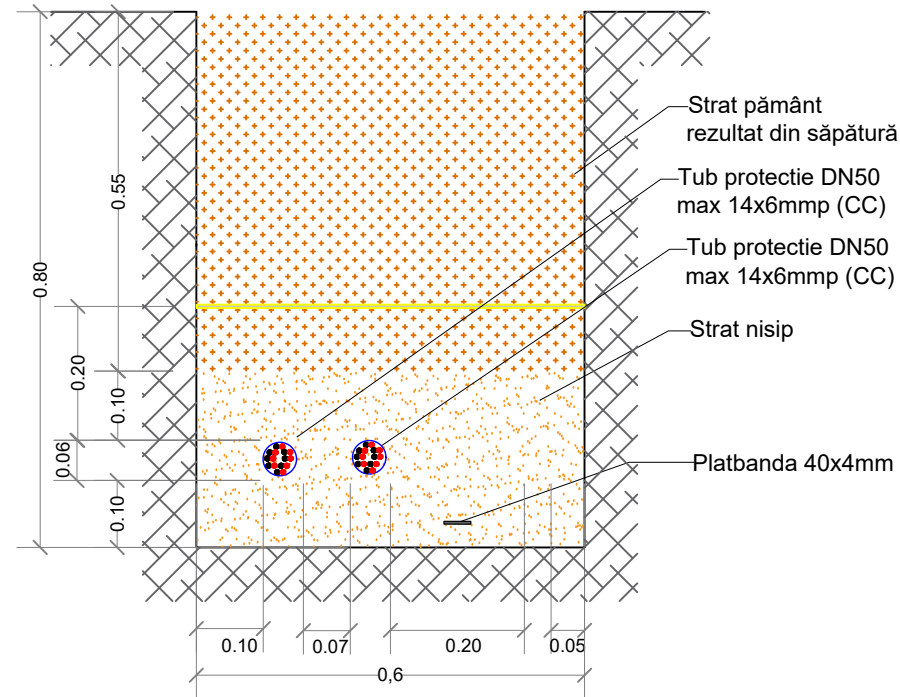 Strat pământ
rezultat din săpătură
Tub protectie DN50
max 14x6mmp (CC)
Tub protectie DN50
max 14x6mmp (CC)
Strat nisip
Platbanda 40x4mm
0.80
0.55
0.20
0.10
0.06
0.10
0.10
0.07
0.20
0.05
0,6